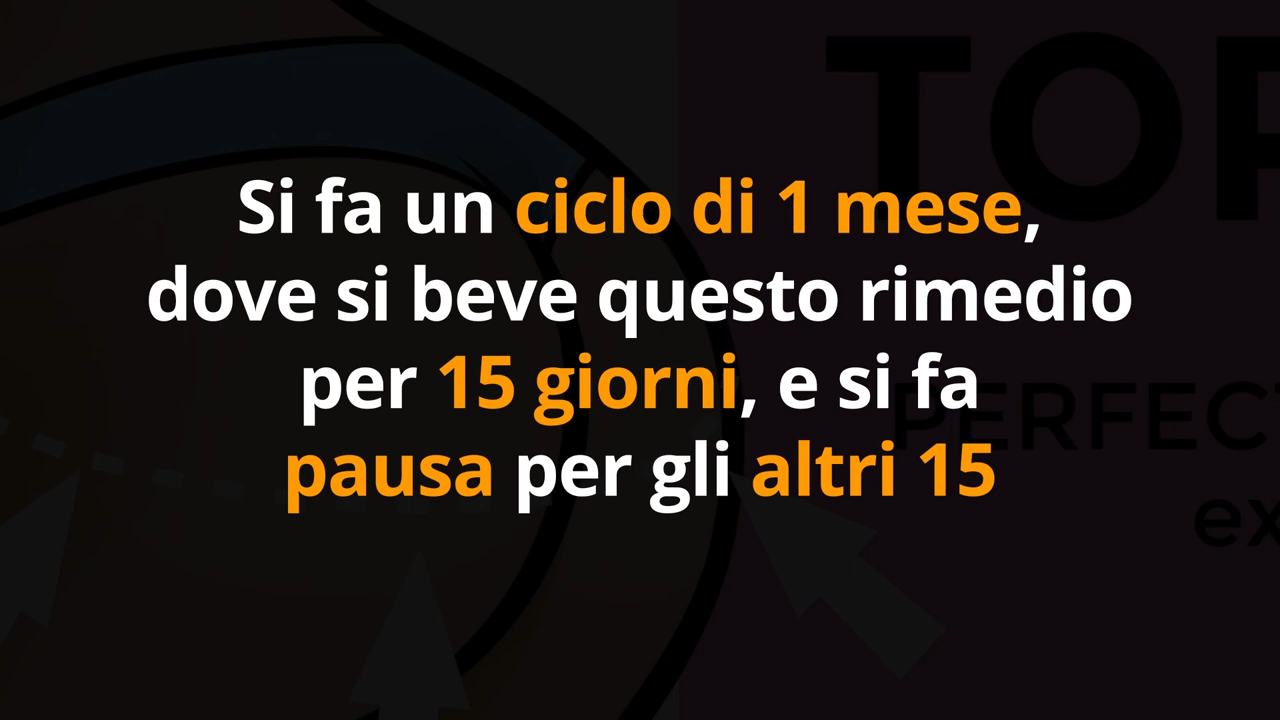 TOP
Si fa un ciclo di 1 mese,
dove si beve questo rimedio
per 15 giorni, e si fa
pausa per gli altri 15